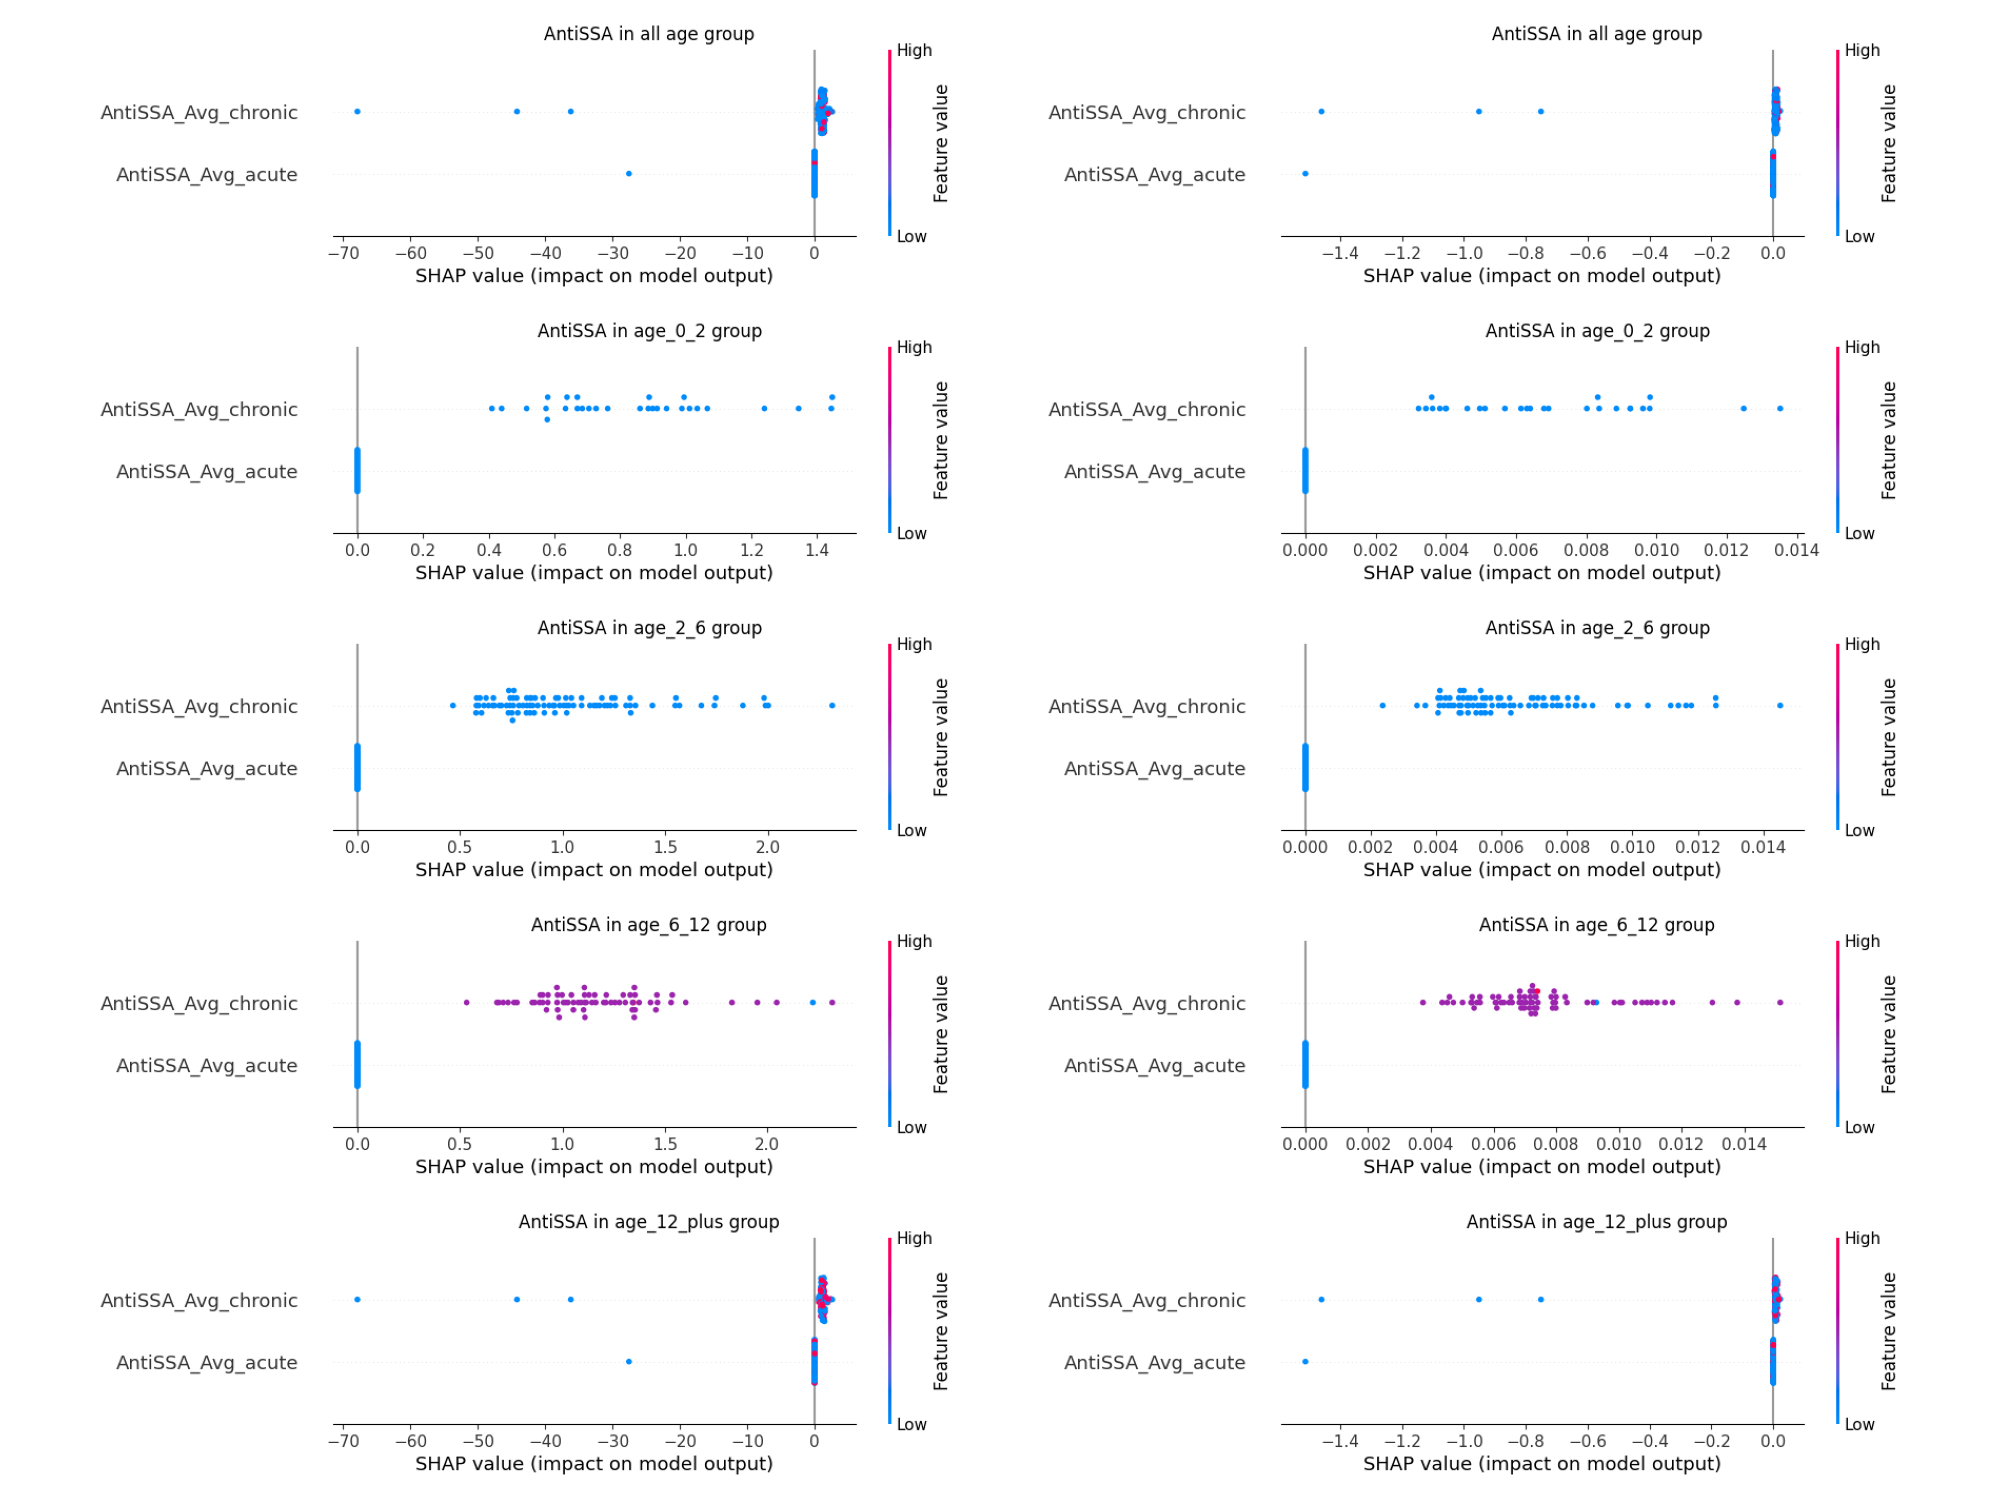 AntiSSA in all age group
High
AntiSSA_Avg_chronic
AntiSSA_Avg_acute
Feature value
Low
−70 −60 −50 −40 −30 −20 −10 0
SHAP value (impact on model output)
AntiSSA in all age group
High
AntiSSA_Avg_chronic
AntiSSA_Avg_acute
Feature value
Low
−1.4 −1.2 −1.0 −0.8 −0.6 −0.4 −0.2 0.0
SHAP value (impact on model output)
AntiSSA in age_0_2 group
High
AntiSSA_Avg_chronic
AntiSSA_Avg_acute
Feature value
Low
0.0 0.2 0.4 0.6 0.8 1.0 1.2 1.4
SHAP value (impact on model output)
AntiSSA in age_0_2 group
High
AntiSSA_Avg_chronic
AntiSSA_Avg_acute
Feature value
Low
0.000 0.002 0.004 0.006 0.008 0.010 0.012 0.014
SHAP value (impact on model output)
AntiSSA in age_2_6 group
High
AntiSSA_Avg_chronic
AntiSSA_Avg_acute
Feature value
Low
0.0 0.5 1.0 1.5 2.0
SHAP value (impact on model output)
AntiSSA in age_2_6 group
High
AntiSSA_Avg_chronic
AntiSSA_Avg_acute
Feature value
Low
0.000 0.002 0.004 0.006 0.008 0.010 0.012 0.014
SHAP value (impact on model output)
AntiSSA in age_6_12 group
High
AntiSSA_Avg_chronic
AntiSSA_Avg_acute
Feature value
Low
0.0 0.5 1.0 1.5 2.0
SHAP value (impact on model output)
AntiSSA in age_6_12 group
High
AntiSSA_Avg_chronic
AntiSSA_Avg_acute
Feature value
Low
0.000 0.002 0.004 0.006 0.008 0.010 0.012 0.014
SHAP value (impact on model output)
AntiSSA in age_12_plus group
High
AntiSSA_Avg_chronic
AntiSSA_Avg_acute
Feature value
Low
−70 −60 −50 −40 −30 −20 −10 0
SHAP value (impact on model output)
AntiSSA in age_12_plus group
High
AntiSSA_Avg_chronic
AntiSSA_Avg_acute
Feature value
Low
−1.4 −1.2 −1.0 −0.8 −0.6 −0.4 −0.2 0.0
SHAP value (impact on model output)